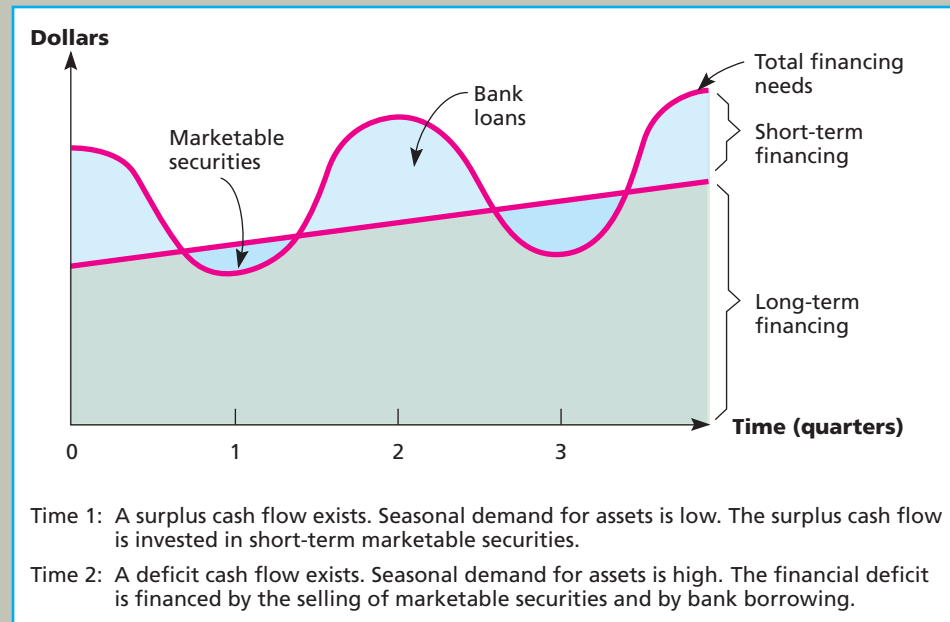 Dollars
Total financing
needs
Bank
loans
Marketable
securities
Short-term
financing
Long-term
financing
Time (quarters)
0 1 2 3
Time 1: A surplus cash flow exists. Seasonal demand for assets is low. The surplus cash flow
is invested in short-term marketable securities.
Time 2: A deficit cash flow exists. Seasonal demand for assets is high. The financial deficit
is financed by the selling of marketable securities and by bank borrowing.